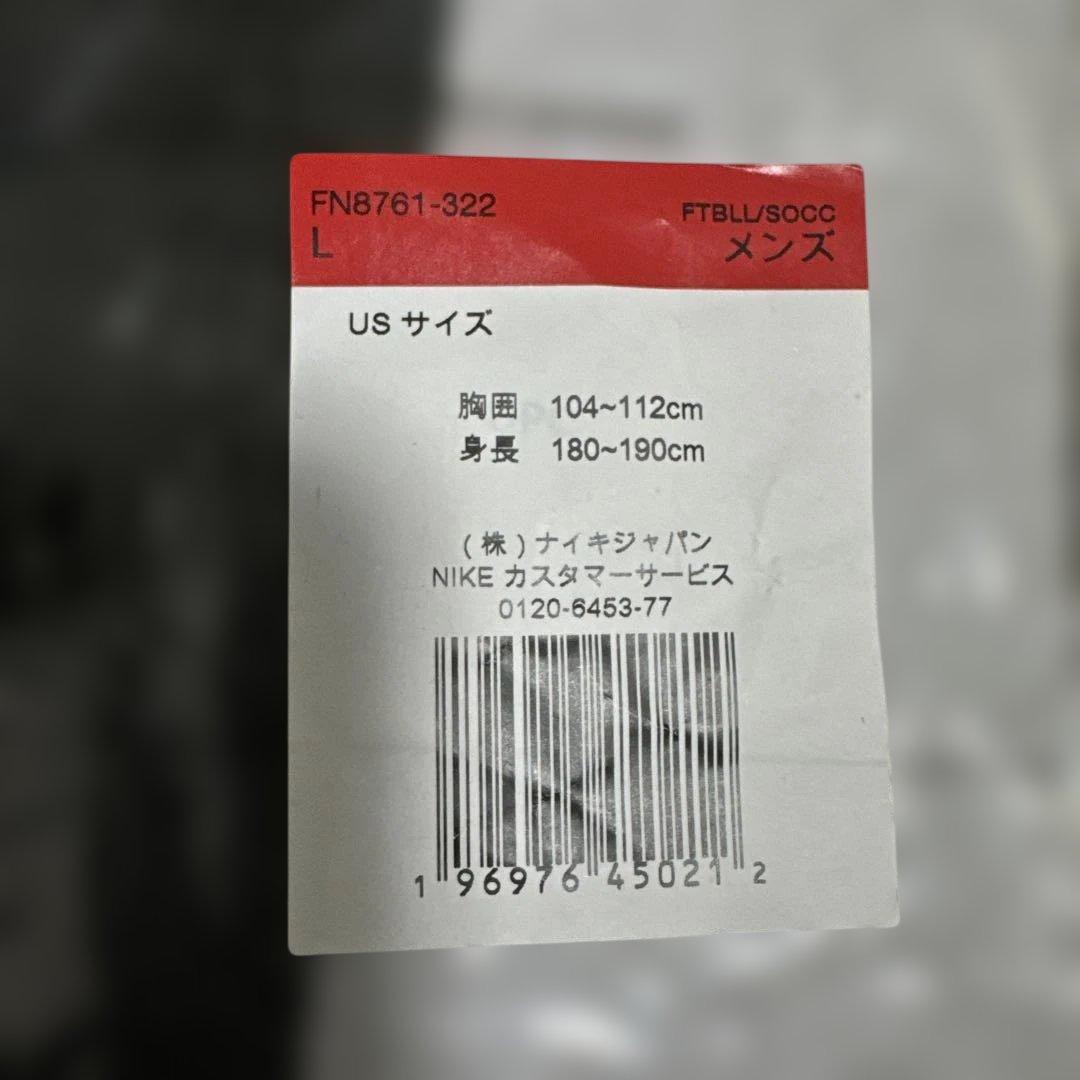 FN8761-322
FTBLL/SOCC
L
メンズ
US サイズ
胸囲 104~112cm
身長 180~190cm
(株)ナイキジャパン
NIKE カスタマーサービス
0120-6453-77
1 96976 45021 2